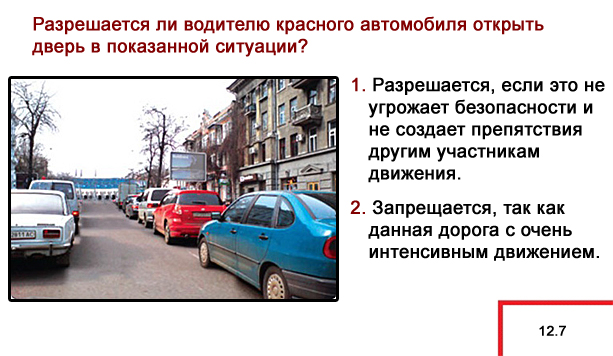 Разрешается ли водителю красного автомобиля открыть
дверь в показанной ситуации?
1. Разрешается, если это не
угрожает безопасности и
не создает препятствия
другим участникам
движения.
2. Запрещается, так как
данная дорога с очень
интенсивным движением.
12.7